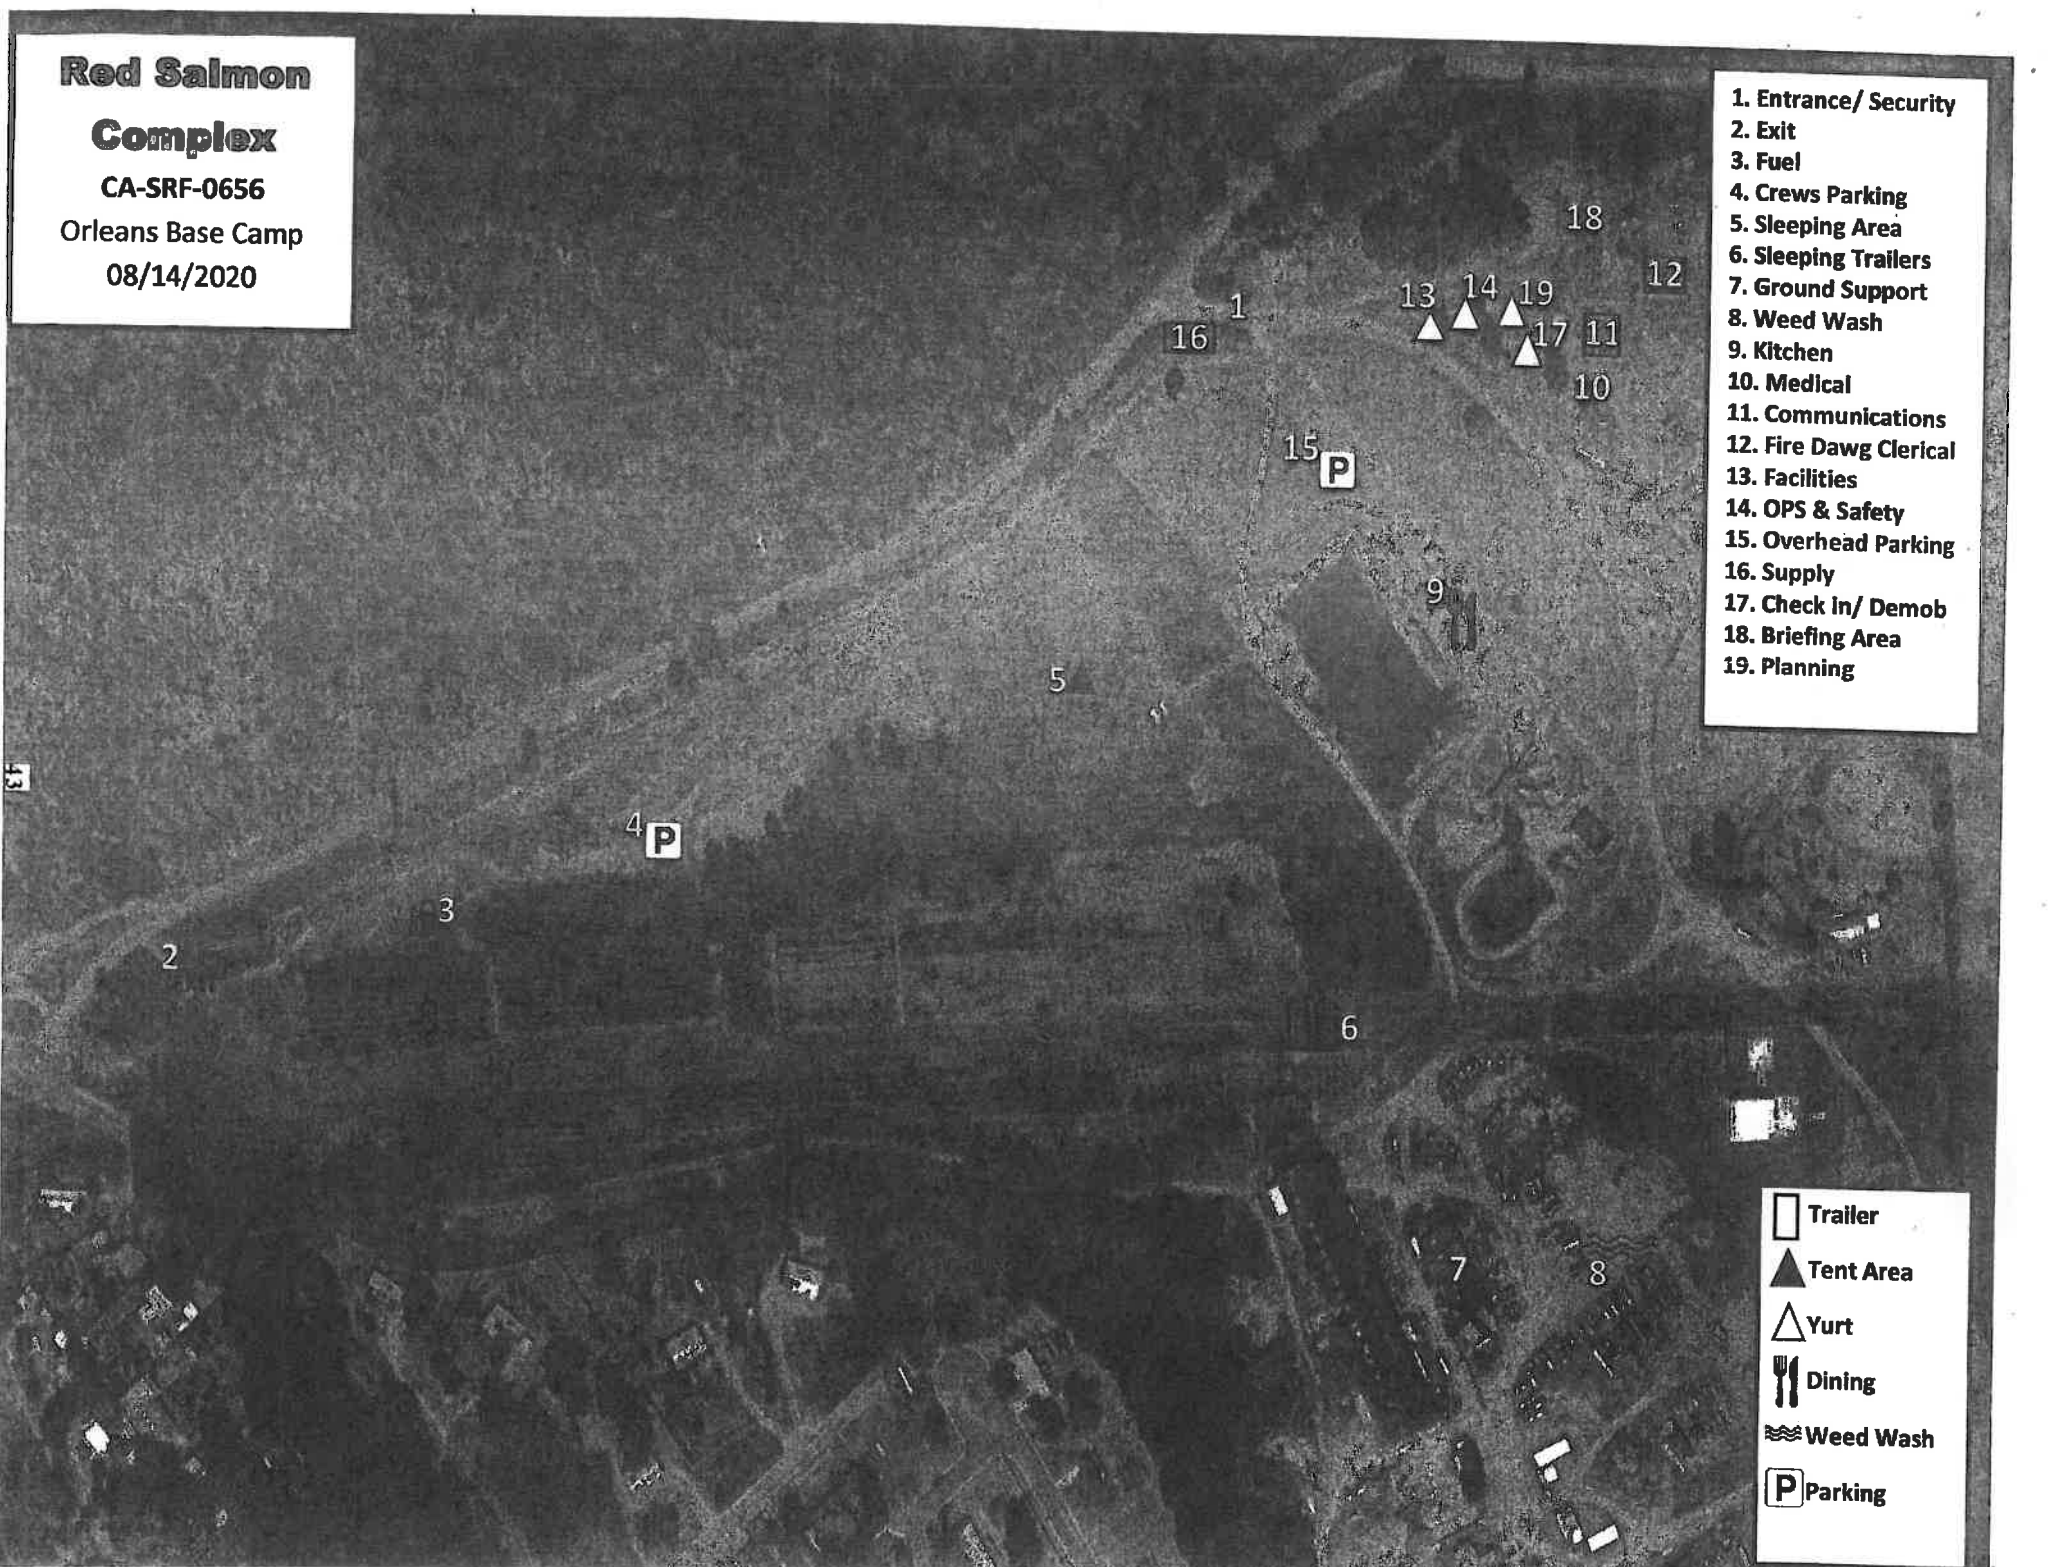 Red Salmon
Complex
CA-SRF-0656
Orleans Base Camp
08/14/2020
1. Entrance/ Security
2. Exit
3. Fuel
4. Crews Parking
5. Sleeping Area
6. Sleeping Trailers
7. Ground Support
8. Weed Wash
9. Kitchen
10. Medical
11. Communications
12. Fire Dawg Clerical
13. Facilities
14. OPS & Safety
15. Overhead Parking
16. Supply
17. Check in/ Demob
18. Briefing Area
19. Planning
18
12
13 14 19
1
16
17 11
10
15 P
9
5
43
4 P
3
2
6
7
8
Trailer
Tent Area
Yurt
Dining
Weed Wash
P Parking